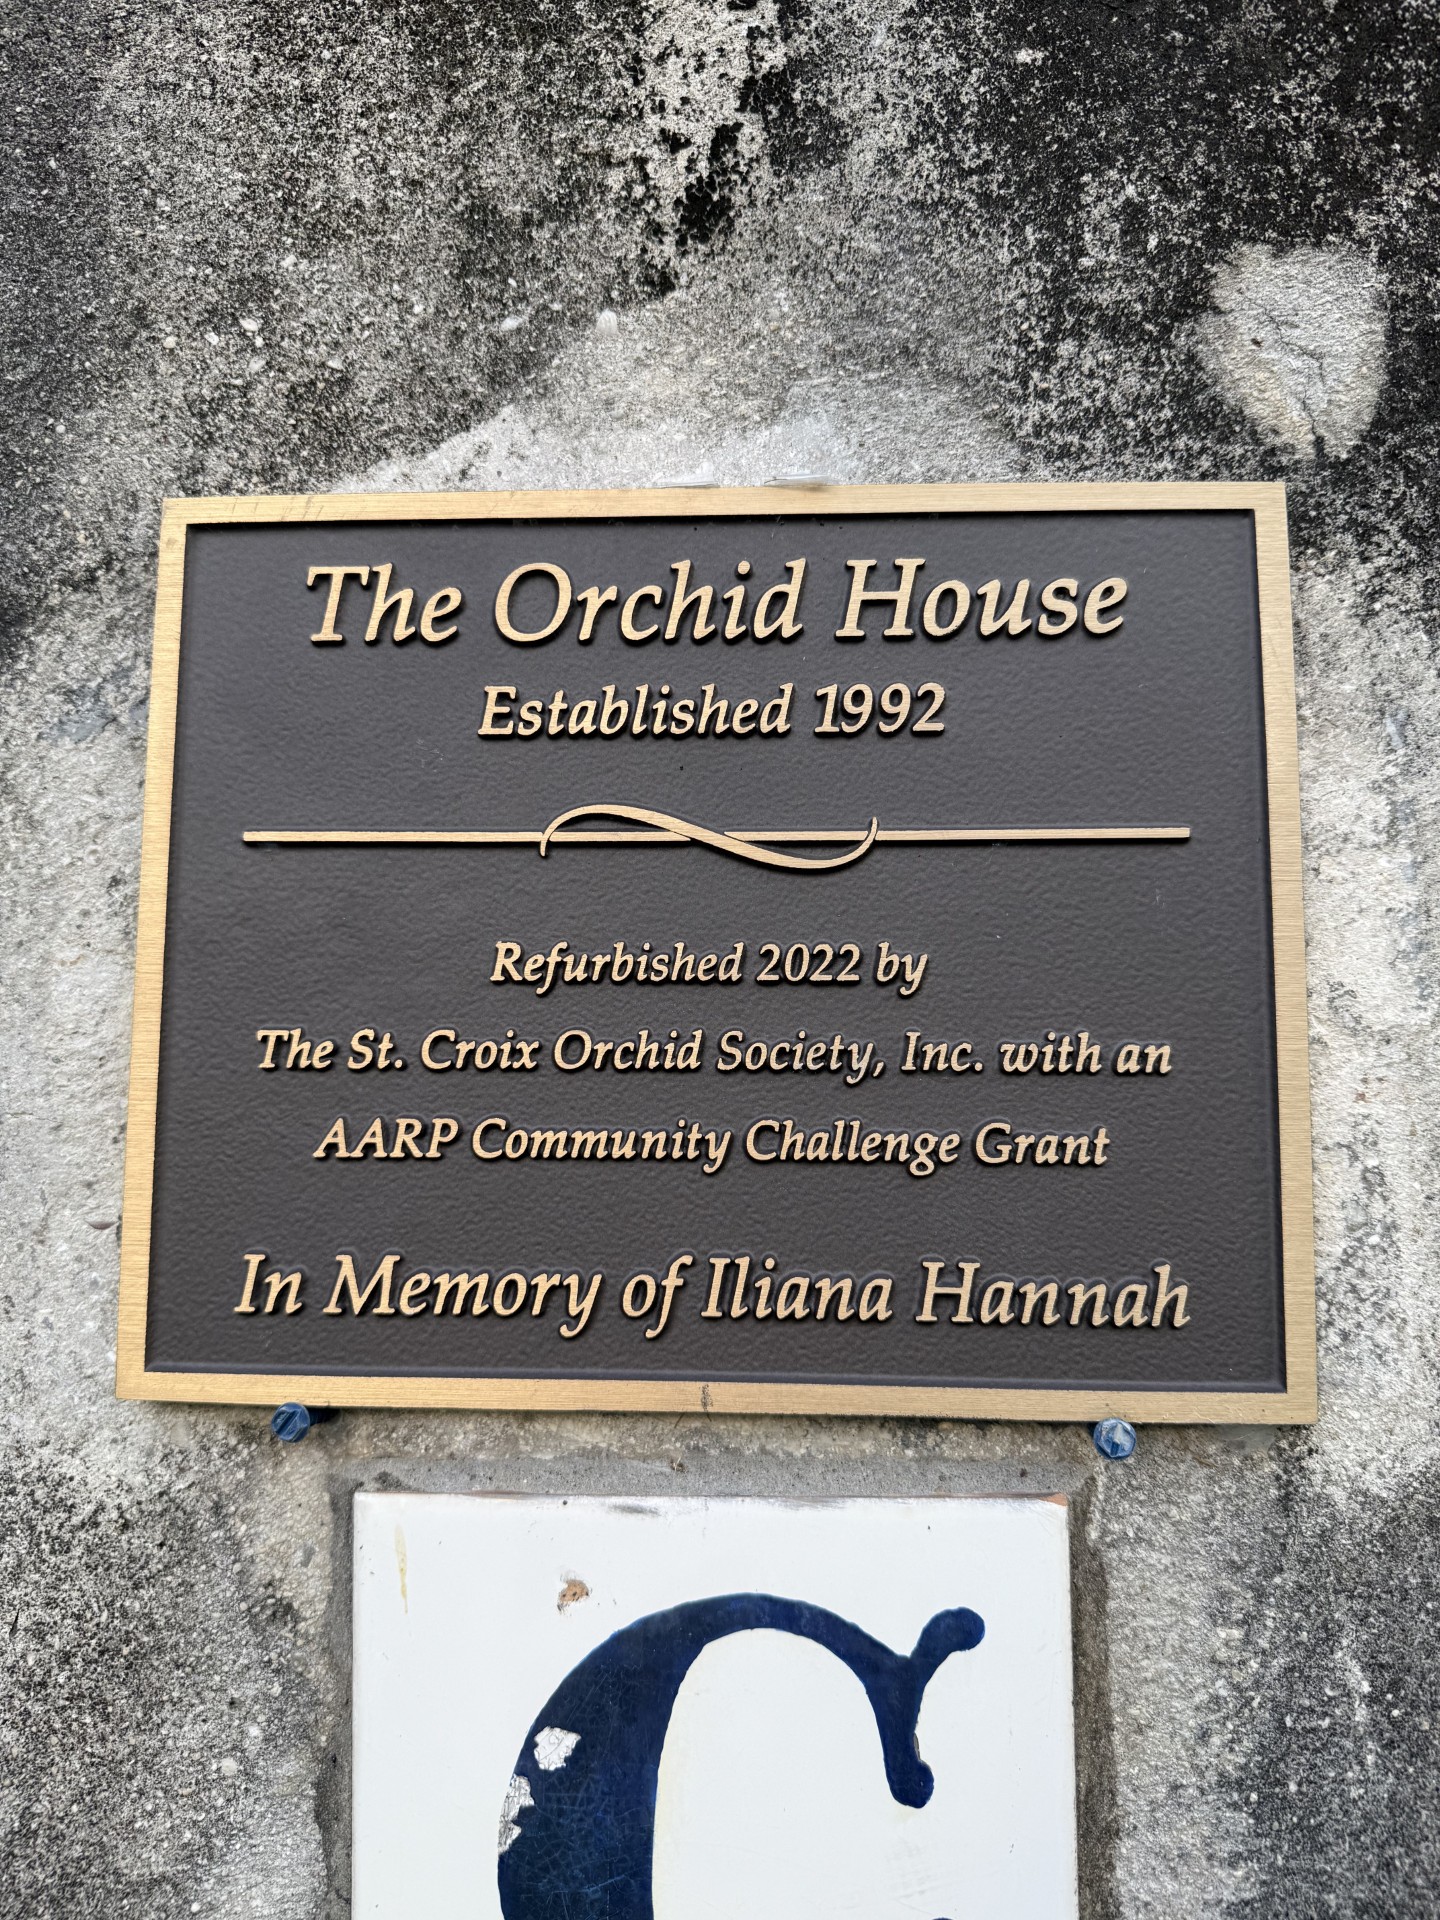 The Orchid House
Established 1992
Refurbished 2022 by
The St. Croix Orchid Society, Inc. with an
AARP Community Challenge Grant
In Memory of Iliana Hannah